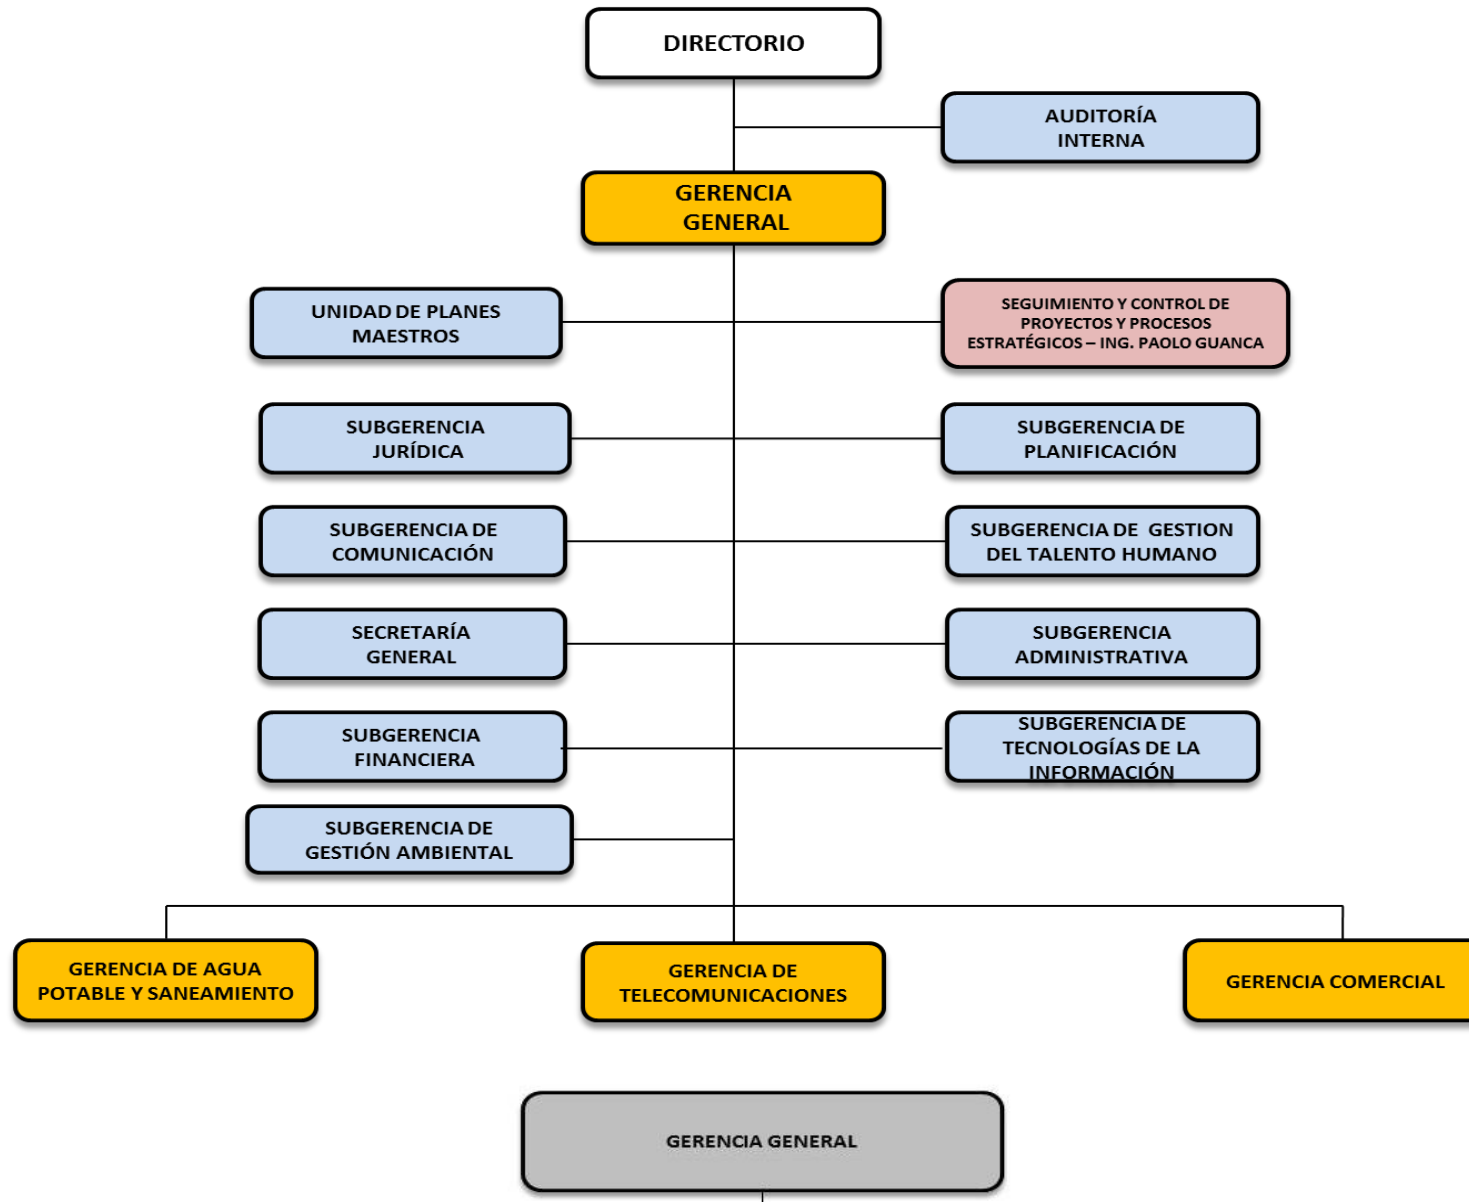 DIRECTORIO
AUDITORÍA
INTERNA
GERENCIA
GENERAL
UNIDAD DE PLANES
MAESTROS
SEGUIMIENTO Y CONTROL DE
PROYECTOS Y PROCESOS
ESTRATÉGICOS – ING. PAOLO GUANCA
SUBGERENCIA
JURÍDICA
SUBGERENCIA DE
PLANIFICACIÓN
SUBGERENCIA DE
COMUNICACIÓN
SUBGERENCIA DE GESTION
DEL TALENTO HUMANO
SECRETARÍA
GENERAL
SUBGERENCIA
ADMINISTRATIVA
SUBGERENCIA
FINANCIERA
SUBGERENCIA DE
TECNOLOGÍAS DE LA
INFORMACIÓN
SUBGERENCIA DE
GESTIÓN AMBIENTAL
GERENCIA DE AGUA
POTABLE Y SANEAMIENTO
GERENCIA DE
TELECOMUNICACIONES
GERENCIA COMERCIAL
GERENCIA GENERAL